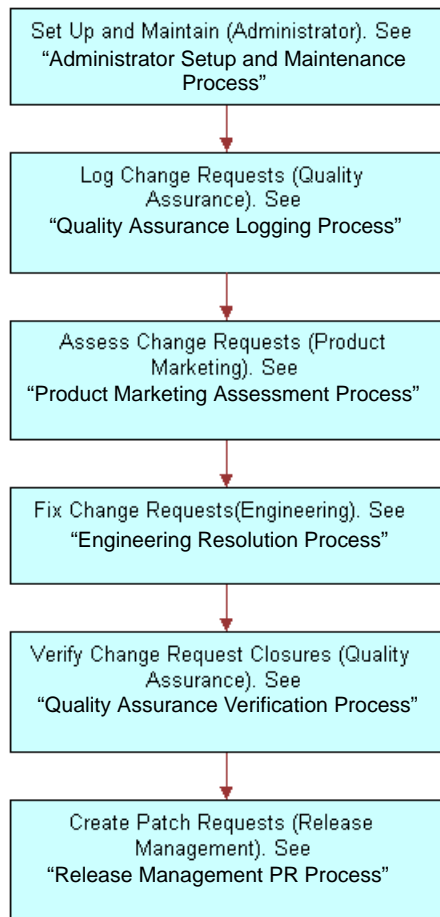 Set Up and Maintain (Administrator). See
“Administrator Setup and Maintenance
Process”
Log Change Requests (Quality
Assurance). See
“Quality Assurance Logging Process”
Assess Change Requests (Product
Marketing). See
“Product Marketing Assessment Process”
Fix Change Requests(Engineering). See
“Engineering Resolution Process”
Verify Change Request Closures (Quality
Assurance). See
“Quality Assurance Verification Process”
Create Patch Requests (Release
Management). See
“Release Management PR Process”